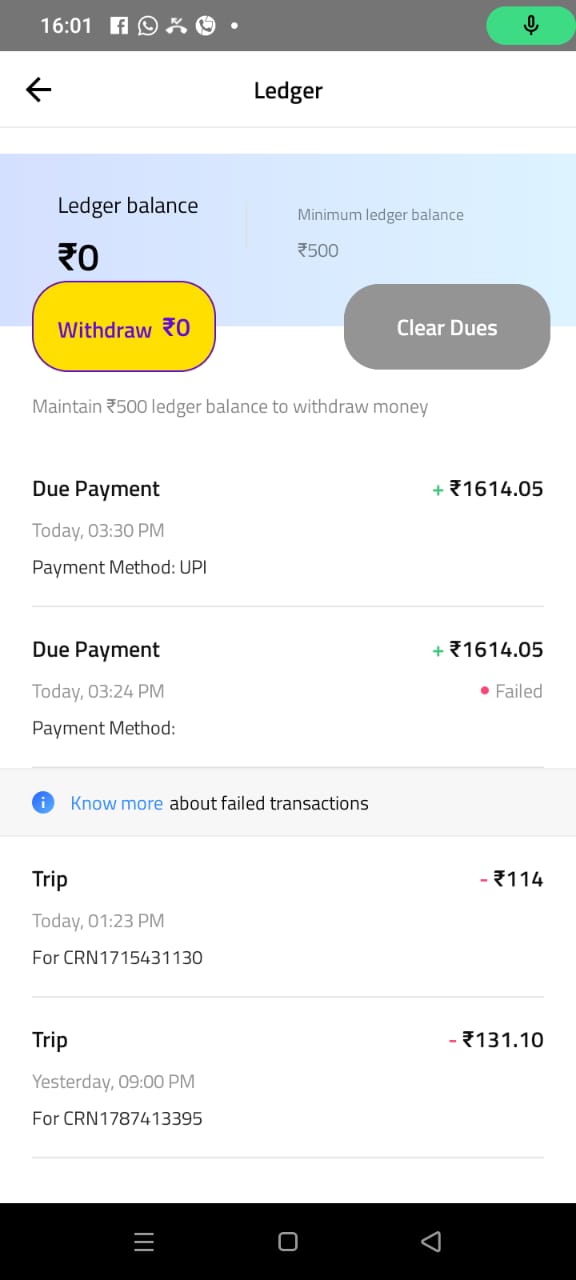 16:01
Ledger
Ledger balance
₹0
Minimum ledger balance
₹500
Withdraw ₹0
Clear Dues
Maintain ₹500 ledger balance to withdraw money
Due Payment + ₹1614.05
Today, 03:30 PM
Payment Method: UPI
Due Payment + ₹1614.05
Today, 03:24 PM Failed
Payment Method:
Know more about failed transactions
Trip - ₹114
Today, 01:23 PM
For CRN1715431130
Trip - ₹131.10
Yesterday, 09:00 PM
For CRN1787413395